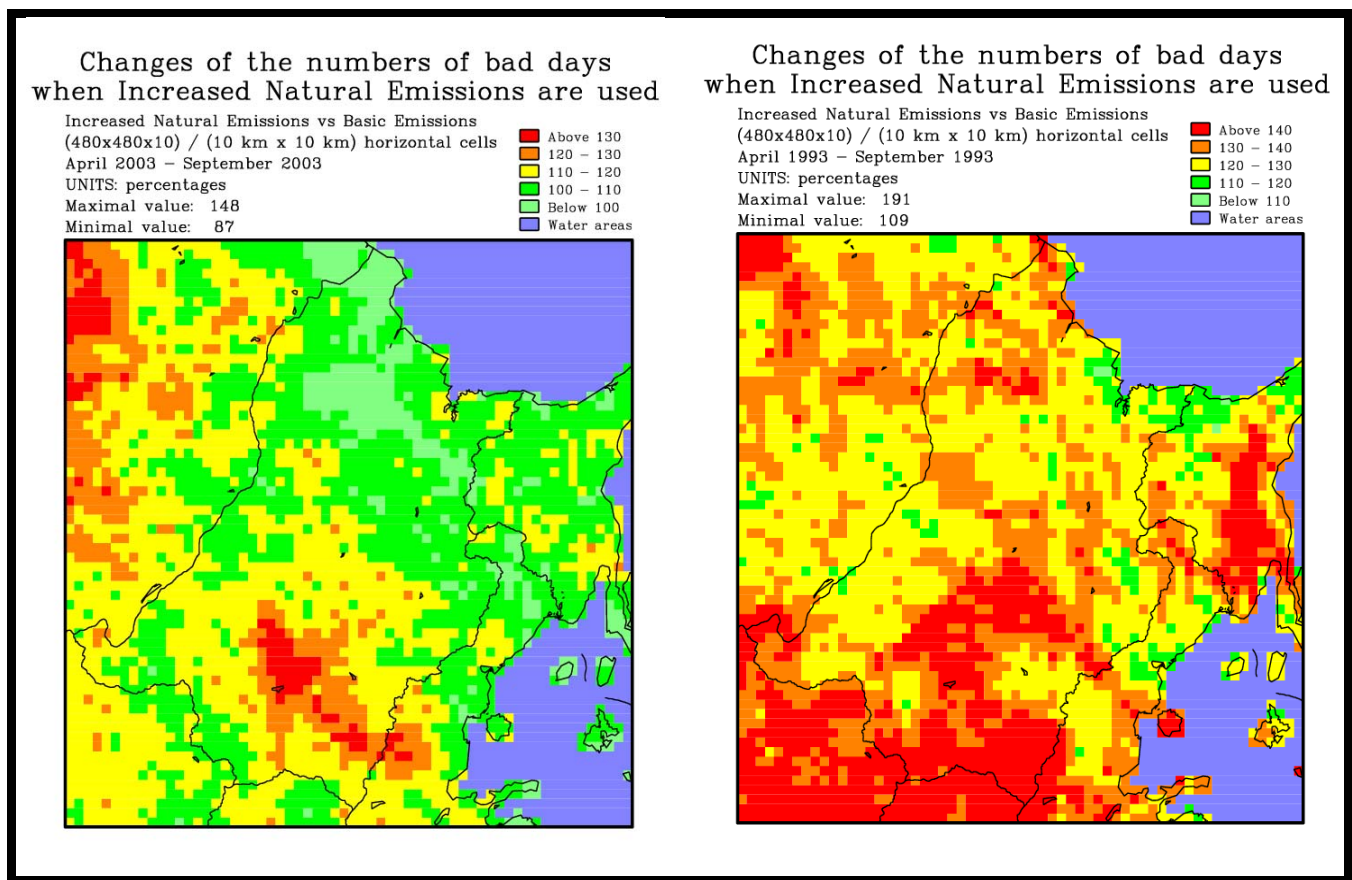 Changes of the numbers of bad days
when Increased Natural Emissions are used
Increased Natural Emissions vs Basic Emissions
(480x480x10) / (10 km x 10 km) horizontal cells
April 2003 – September 2003
UNITS: percentages
Maximal value: 148
Minimal value: 87
Above 130
120 – 130
110 – 120
100 – 110
Below 100
Water areas
Changes of the numbers of bad days
when Increased Natural Emissions are used
Increased Natural Emissions vs Basic Emissions
(480x480x10) / (10 km x 10 km) horizontal cells
April 1993 – September 1993
UNITS: percentages
Maximal value: 191
Minimal value: 109
Above 140
130 – 140
120 – 130
110 – 120
Below 110
Water areas